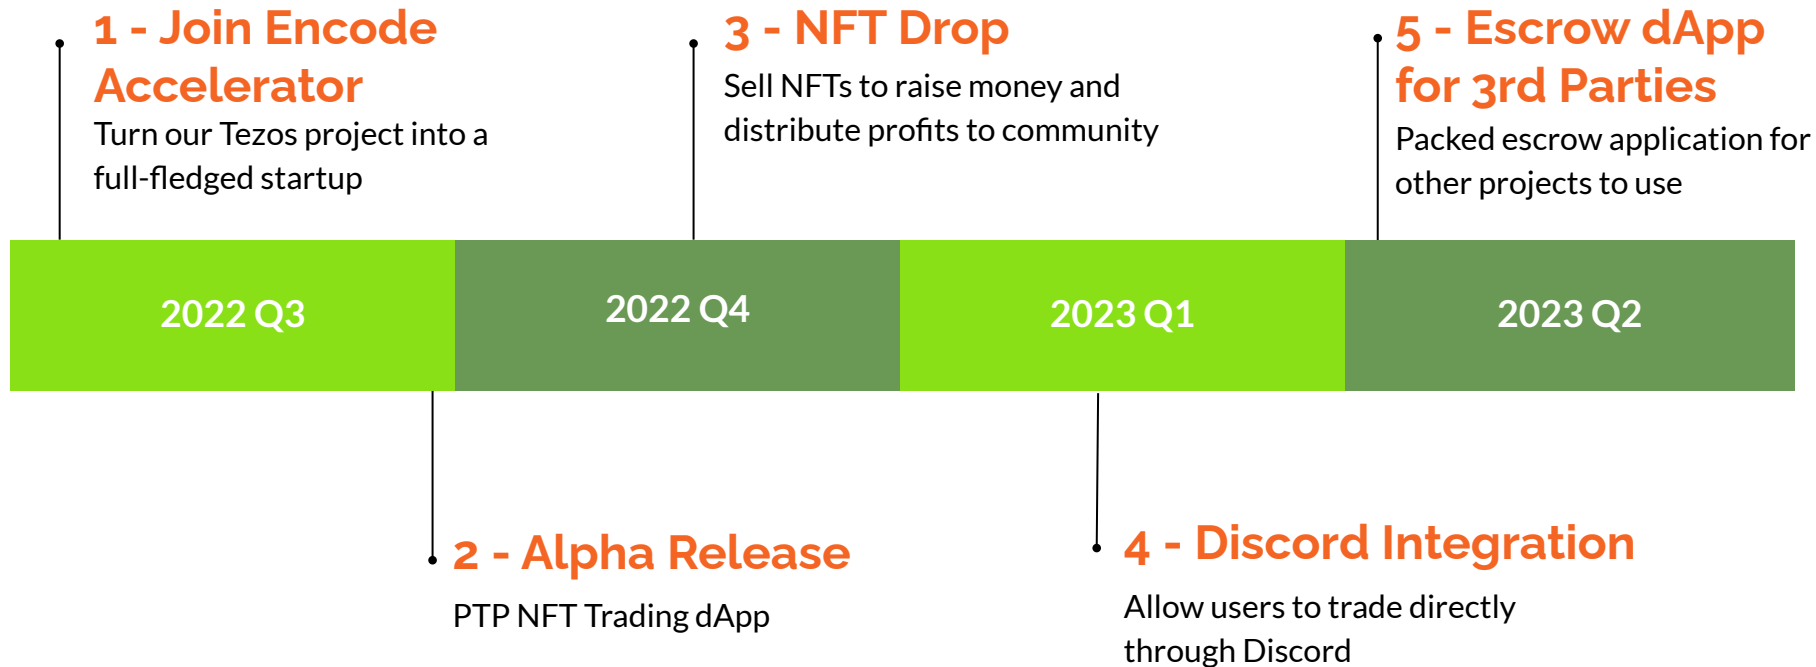 1 - Join Encode
Accelerator
Turn our Tezos project into a
full-fledged startup
3 - NFT Drop
Sell NFTs to raise money and
distribute profits to community
5 - Escrow dApp
for 3rd Parties
Packed escrow application for
other projects to use
2022 Q3
2022 Q4
2023 Q1
2023 Q2
2 - Alpha Release
PTP NFT Trading dApp
4 - Discord Integration
Allow users to trade directly
through Discord